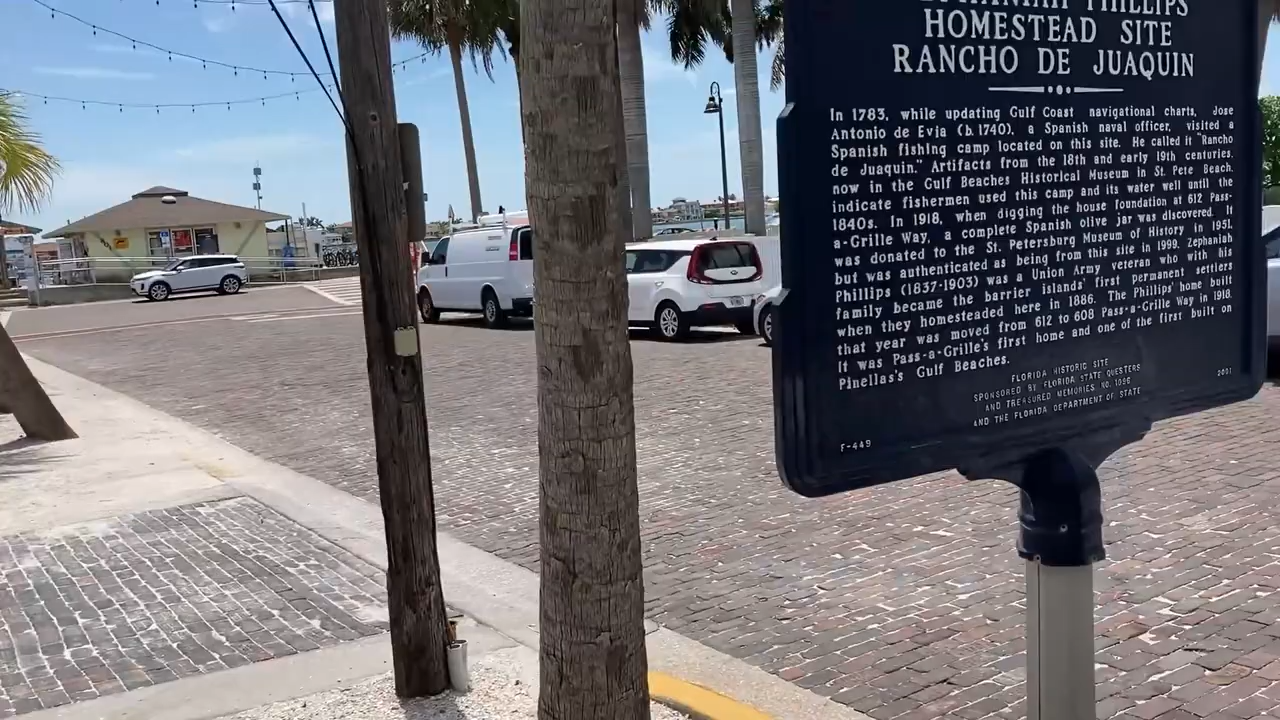 ZEPHANIAH PHILLIPS
HOMESTEAD SITE
RANCHO DE JUAQUIN
In 1783, while updating Gulf Coast navigational charts, Jose
Antonio de Evia (b. 1740), a Spanish naval officer, visited a
Spanish fishing camp located on this site. He called it "Rancho
de Juaquin." Artifacts from the 18th and early 19th centuries,
now in the Gulf Beaches Historical Museum in St. Pete Beach,
indicate fishermen used this camp and its water well until the
1840s. In 1918, when digging the house foundation at 612 Pass-
a-Grille Way, a complete Spanish olive jar was discovered. It
was donated to the St. Petersburg Museum of History in 1951,
but was authenticated as being from this site in 1999. Zephaniah
Phillips (1837-1903) was a Union Army veteran who with his
family became the barrier islands' first permanent settlers
when they homesteaded here in 1886. The Phillips' home built
that year was moved from 612 to 608 Pass-a-Grille Way in 1918.
It was Pass-a-Grille's first home and one of the first built on
Pinellas's Gulf Beaches.
FLORIDA HISTORIC SITE
SPONSORED BY FLORIDA STATE QUESTERS
AND TREASURED MEMORIES NO. 1096
AND THE FLORIDA DEPARTMENT OF STATE
F-449
2001